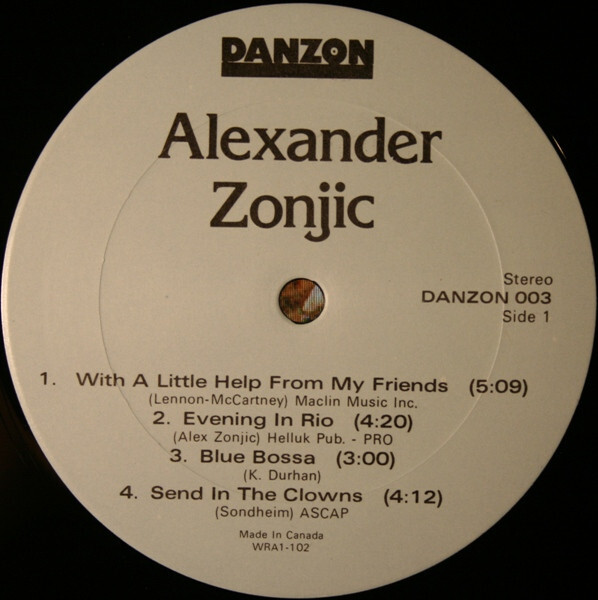 DANZON
Alexander
Zonjic
Stereo
DANZON 003
Side 1
1. With A Little Help From My Friends (5:09)
(Lennon-McCartney) Maclin Music Inc.
2. Evening In Rio (4:20)
(Alex Zonjic) Helluk Pub. - PRO
3. Blue Bossa (3:00)
(K. Durhan)
4. Send In The Clowns (4:12)
(Sondheim) ASCAP
Made In Canada
WRA1-102